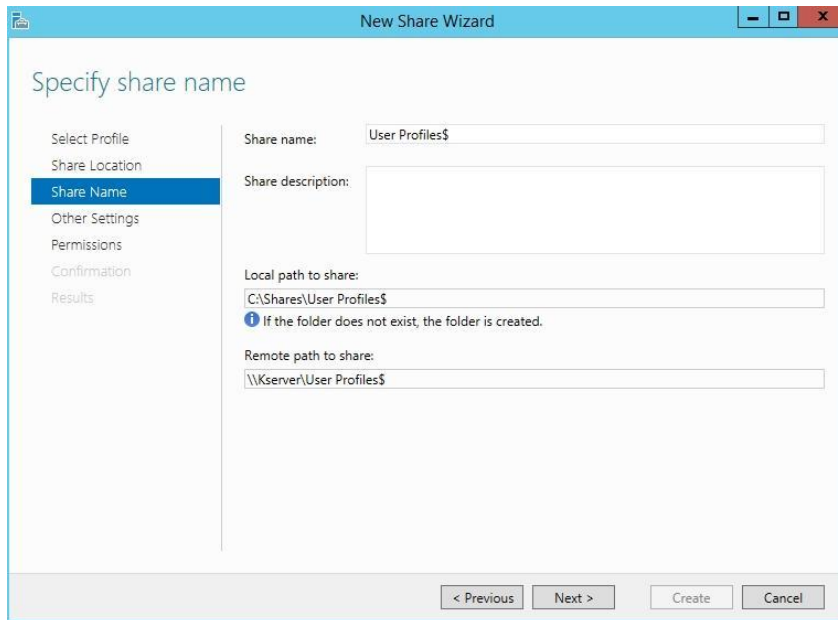 New Share Wizard
Specify share name
Select Profile
Share Location
Share Name
Other Settings
Permissions
Confirmation
Results
Share name: User Profiles$
Share description:
Local path to share:
C:\Shares\User Profiles$
If the folder does not exist, the folder is created.
Remote path to share:
\\Kserver\User Profiles$
< Previous Next > Create Cancel